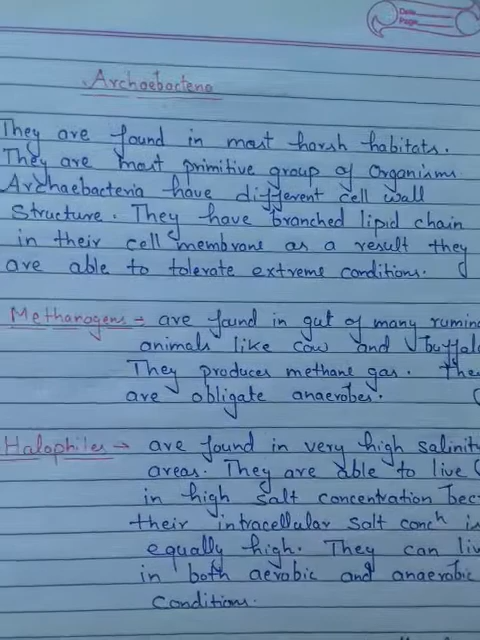 Date
Page
Archaebacteria
They are found in most harsh habitats.
They are most primitive group of Organisms.
Archaebacteria have different cell wall
Structure. They have branched lipid chain
in their cell membrane as a result they
are able to tolerate extreme conditions.
Methanogens → are found in gut of many rumin
animals like cow and buffalo
They produces methane gas. The
are obligate anaerobes.
Halophiles → are found in very high salinity
areas. They are able to live
in high salt concentration bec
their intracellular salt concⁿ is
equally high. They can liv
in both aerobic and anaerobic
conditions.